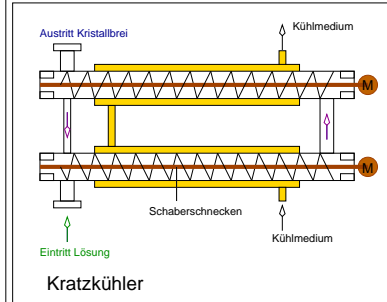 Kühlmedium
Austritt Kristallbrei
M
M
Schaberschnecken
Kühlmedium
Eintritt Lösung
Kratzkühler